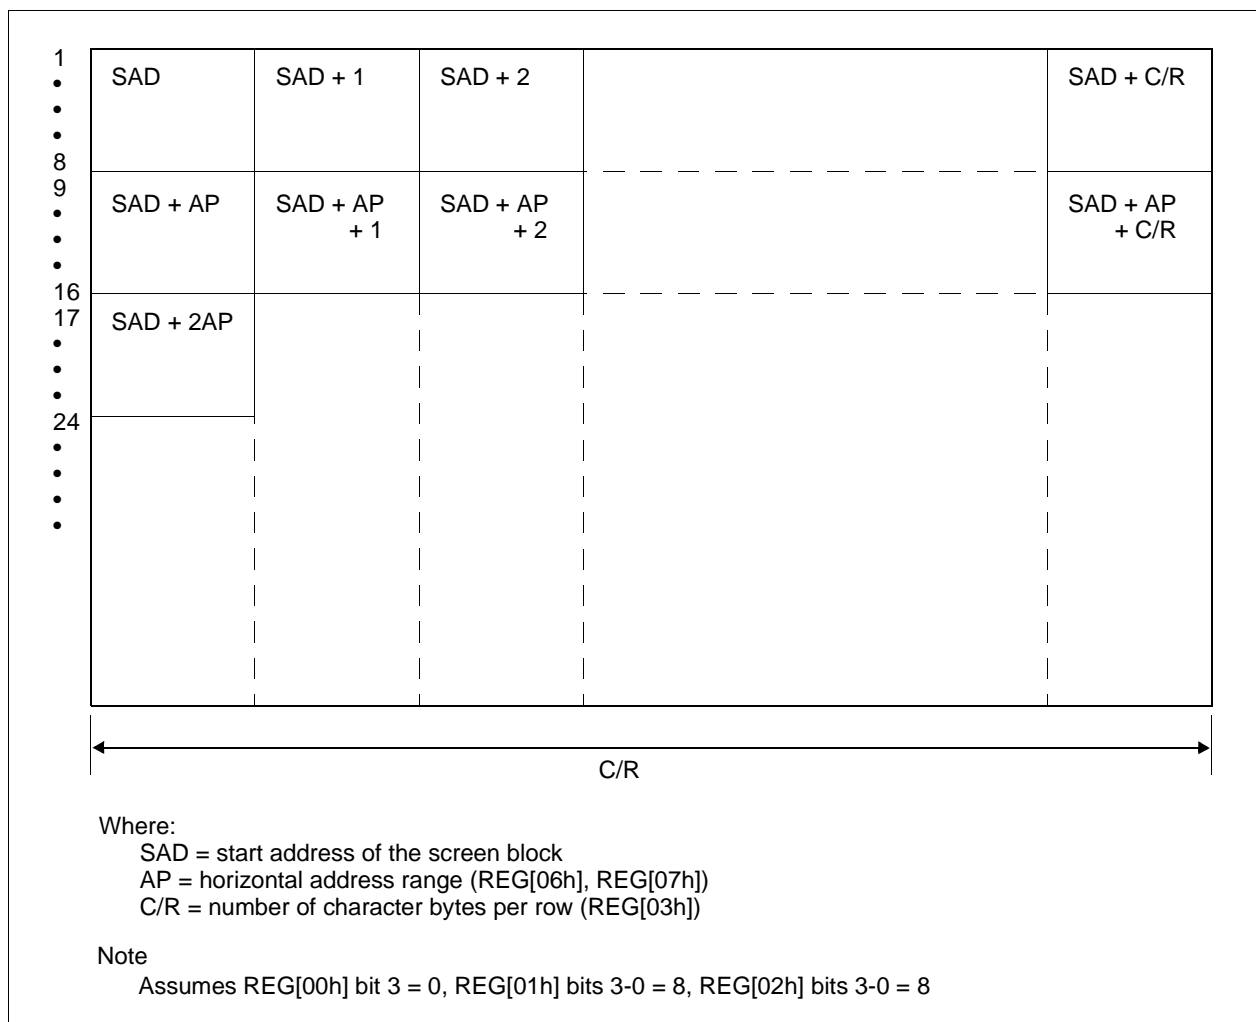 1
•
•
•
8
9
•
•
•
16
17
•
•
•
24
•
•
•
•
SAD
SAD + 1
SAD + 2
SAD + C/R
SAD + AP
SAD + AP
+ 1
SAD + AP
+ 2
SAD + AP
+ C/R
SAD + 2AP
C/R
Where:
SAD = start address of the screen block
AP = horizontal address range (REG[06h], REG[07h])
C/R = number of character bytes per row (REG[03h])
Note
Assumes REG[00h] bit 3 = 0, REG[01h] bits 3-0 = 8, REG[02h] bits 3-0 = 8